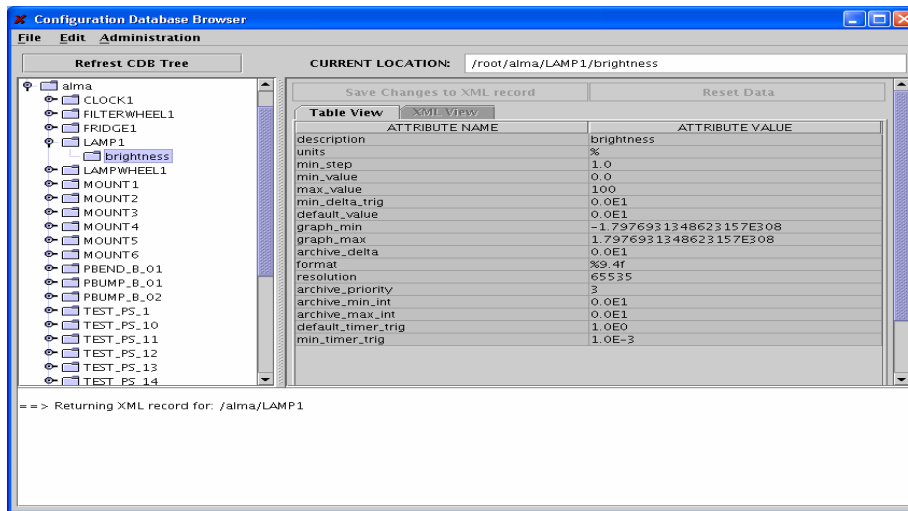 Configuration Database Browser
File Edit Administration
Refrest CDB Tree
CURRENT LOCATION: /root/alma/LAMP1/brightness
alma
CLOCK1
FILTERWHEEL1
FRIDGE1
LAMP1
brightness
LAMPWHEEL1
MOUNT1
MOUNT2
MOUNT3
MOUNT4
MOUNT5
MOUNT6
PBEND_B_01
PBUMP_B_01
PBUMP_B_02
TEST_PS_1
TEST_PS_10
TEST_PS_11
TEST_PS_12
TEST_PS_13
TEST_PS_14
Save Changes to XML record Reset Data
Table View XML View
ATTRIBUTE NAME ATTRIBUTE VALUE
description brightness
units %
min_step 1.0
min_value 0.0
max_value 100
min_delta_trig 0.0E1
default_value 0.0E1
graph_min -1.7976931348623157E308
graph_max 1.7976931348623157E308
archive_delta 0.0E1
format %9.4f
resolution 65535
archive_priority 3
archive_min_int 0.0E1
archive_max_int 0.0E1
default_timer_trig 1.0E0
min_timer_trig 1.0E-3
==> Returning XML record for: /alma/LAMP1